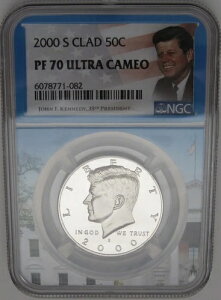 2000 S CLAD 50C
PF 70 ULTRA CAMEO
6078771-082
JOHN F. KENNEDY, 35TH PRESIDENT
NGC
LIBERTY
IN GOD WE TRUST
S
2000